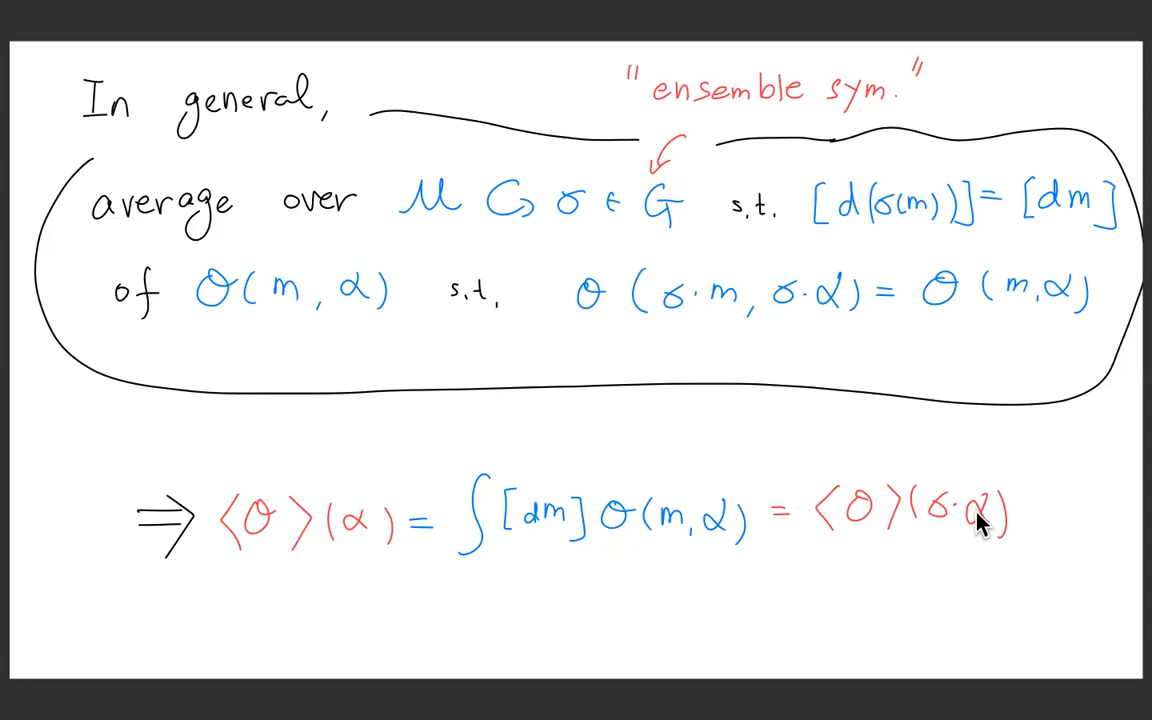 In general,
"ensemble sym."
average over M ↻ σ ∈ G s.t. [d(σ(m))] = [dm]
of O(m, α) s.t. O(σ·m, σ·α) = O(m,α)
⇒ ⟨O⟩(α) = ∫[dm] O(m,α) = ⟨O⟩(σ·α)